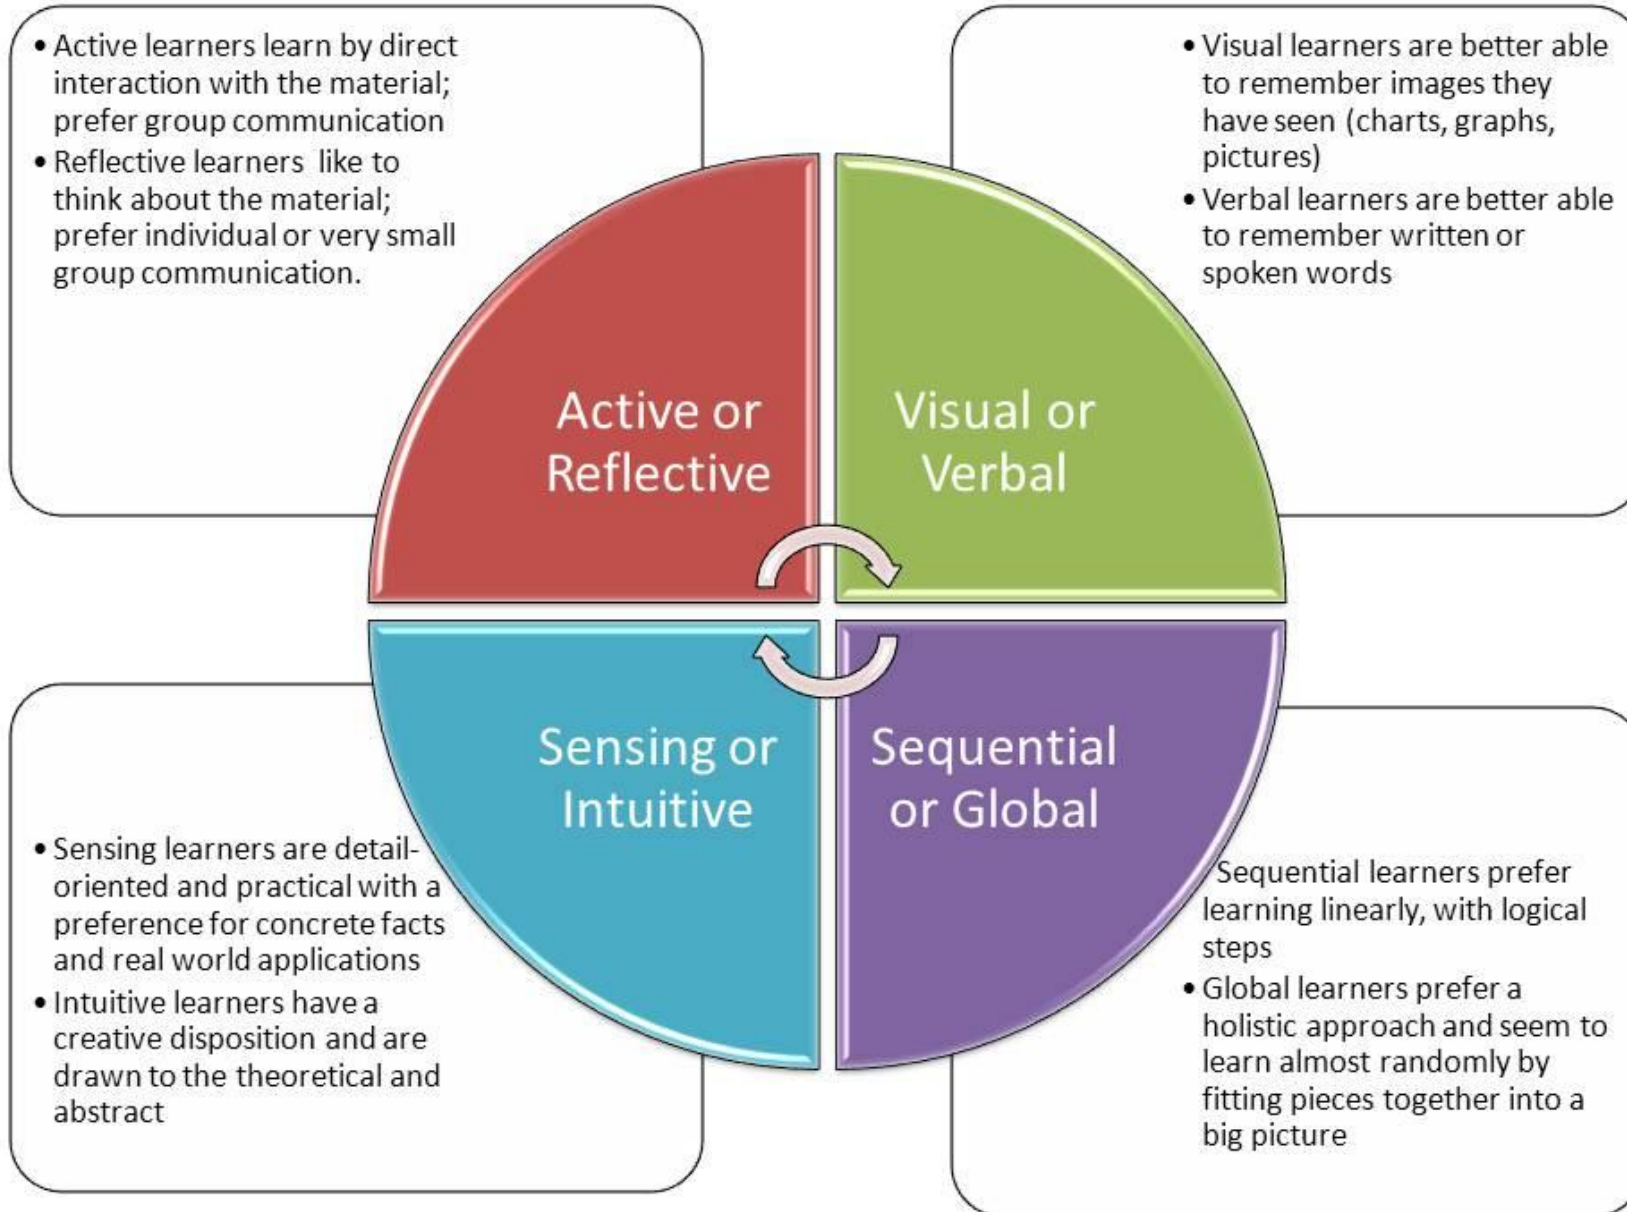 • Active learners learn by direct
interaction with the material;
prefer group communication
• Reflective learners like to
think about the material;
prefer individual or very small
group communication.
• Visual learners are better able
to remember images they
have seen (charts, graphs,
pictures)
• Verbal learners are better able
to remember written or
spoken words
Active or
Reflective
Visual or
Verbal
Sensing or
Intuitive
Sequential
or Global
• Sensing learners are detail-
oriented and practical with a
preference for concrete facts
and real world applications
• Intuitive learners have a
creative disposition and are
drawn to the theoretical and
abstract
Sequential learners prefer
learning linearly, with logical
steps
• Global learners prefer a
holistic approach and seem to
learn almost randomly by
fitting pieces together into a
big picture